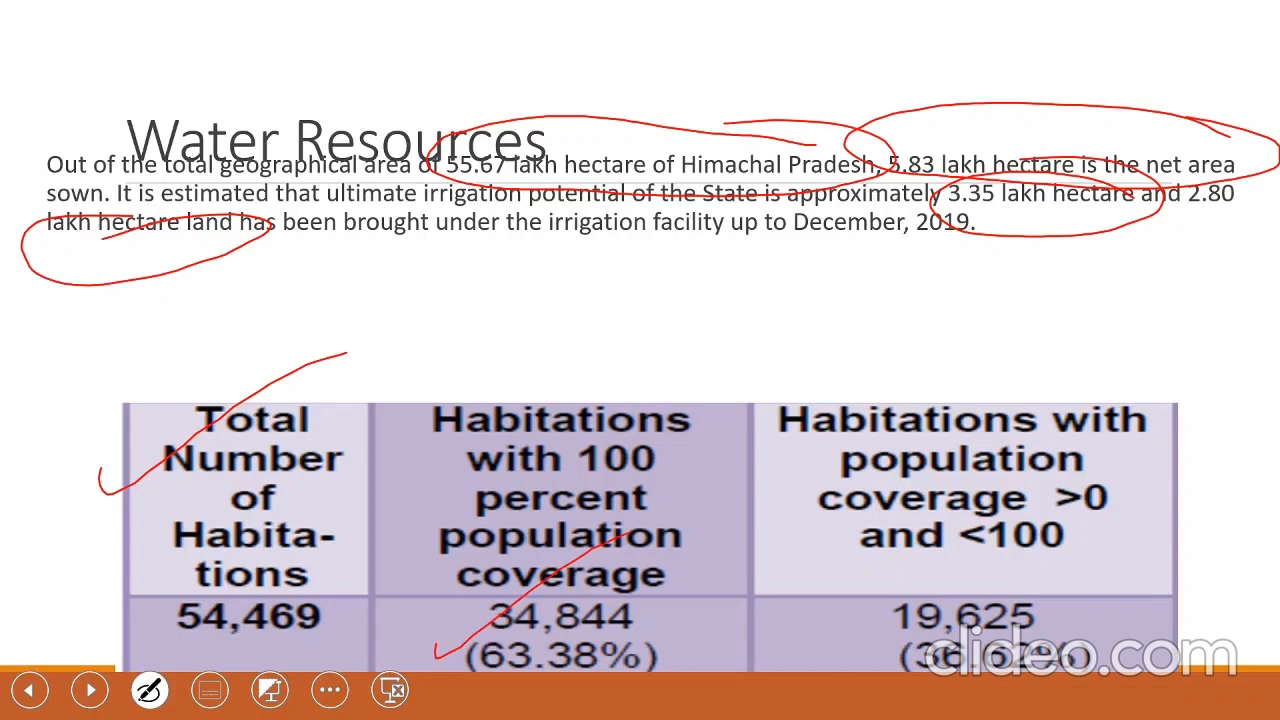 Water Resources
Out of the total geographical area of 55.67 lakh hectare of Himachal Pradesh, 5.83 lakh hectare is the net area
sown. It is estimated that ultimate irrigation potential of the State is approximately 3.35 lakh hectare and 2.80
lakh hectare land has been brought under the irrigation facility up to December, 2019.
Total
Number
of
Habita-
tions
Habitations
with 100
percent
population
coverage
Habitations with
population
coverage >0
and <100
54,469
34,844
(63.38%)
19,625
(36.62%)
clideo.com